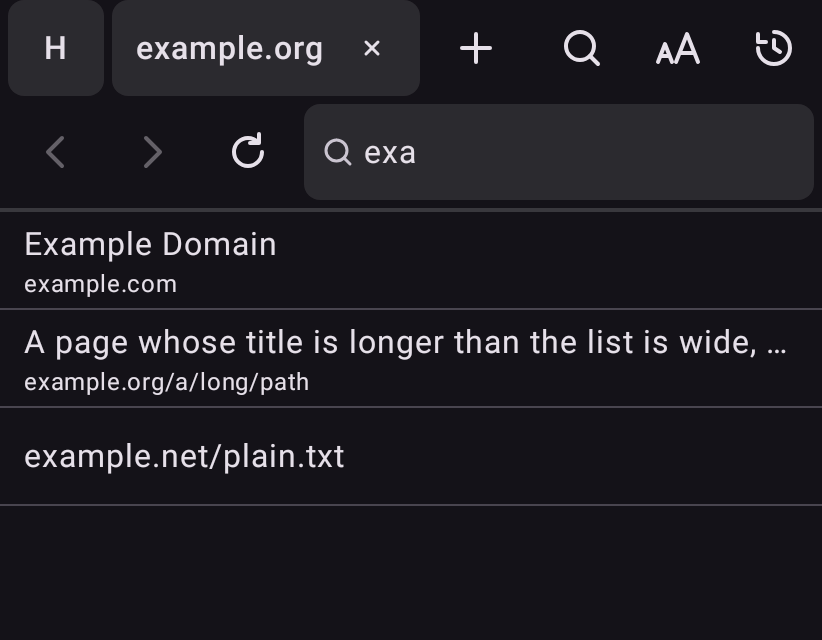 H
example.org
AA
exa
Example Domain
example.com
A page whose title is longer than the list is wide, …
example.org/a/long/path
example.net/plain.txt